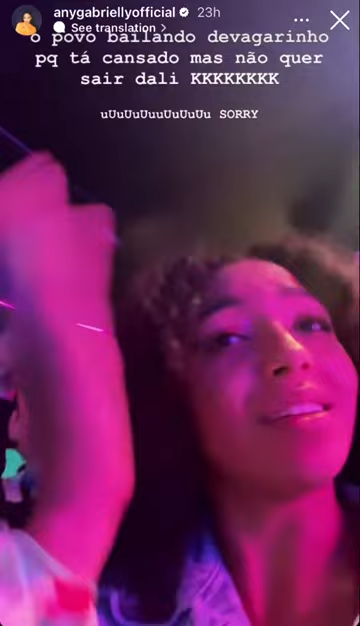 anygabriellyofficial 23h
See translation >
o povo bailando devagarinho
pq tá cansado mas não quer
sair dali KKKKKKKK
uUuUuUuuUuUuUu SORRY